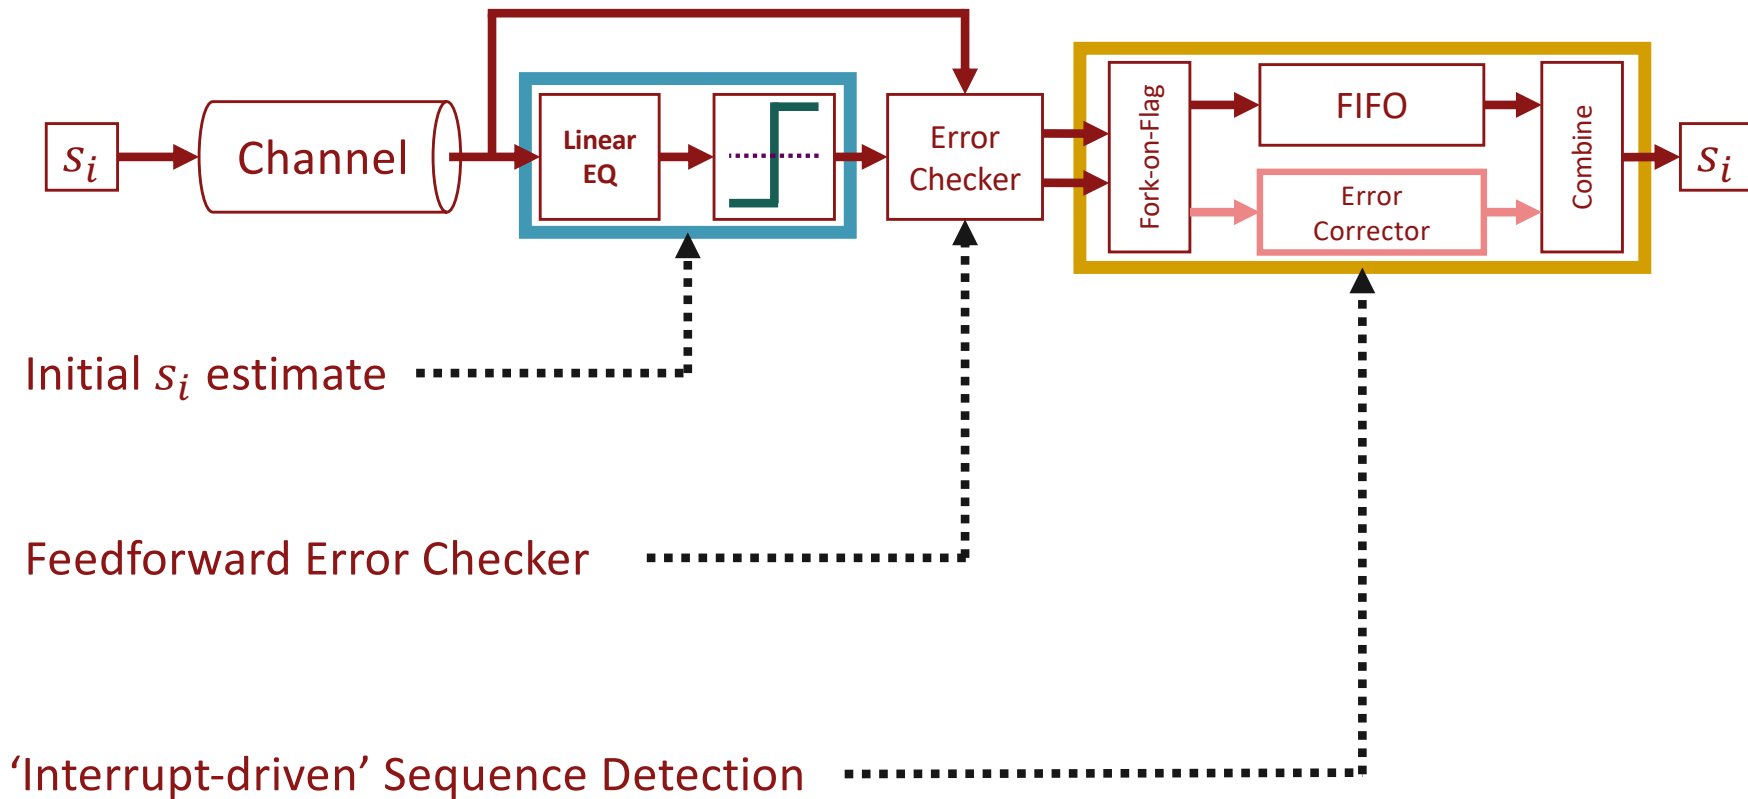 s_i
Channel
Linear
EQ
Error
Checker
Fork-on-Flag
FIFO
Error
Corrector
Combine
s_i
Initial s_i estimate
Feedforward Error Checker
‘Interrupt-driven’ Sequence Detection